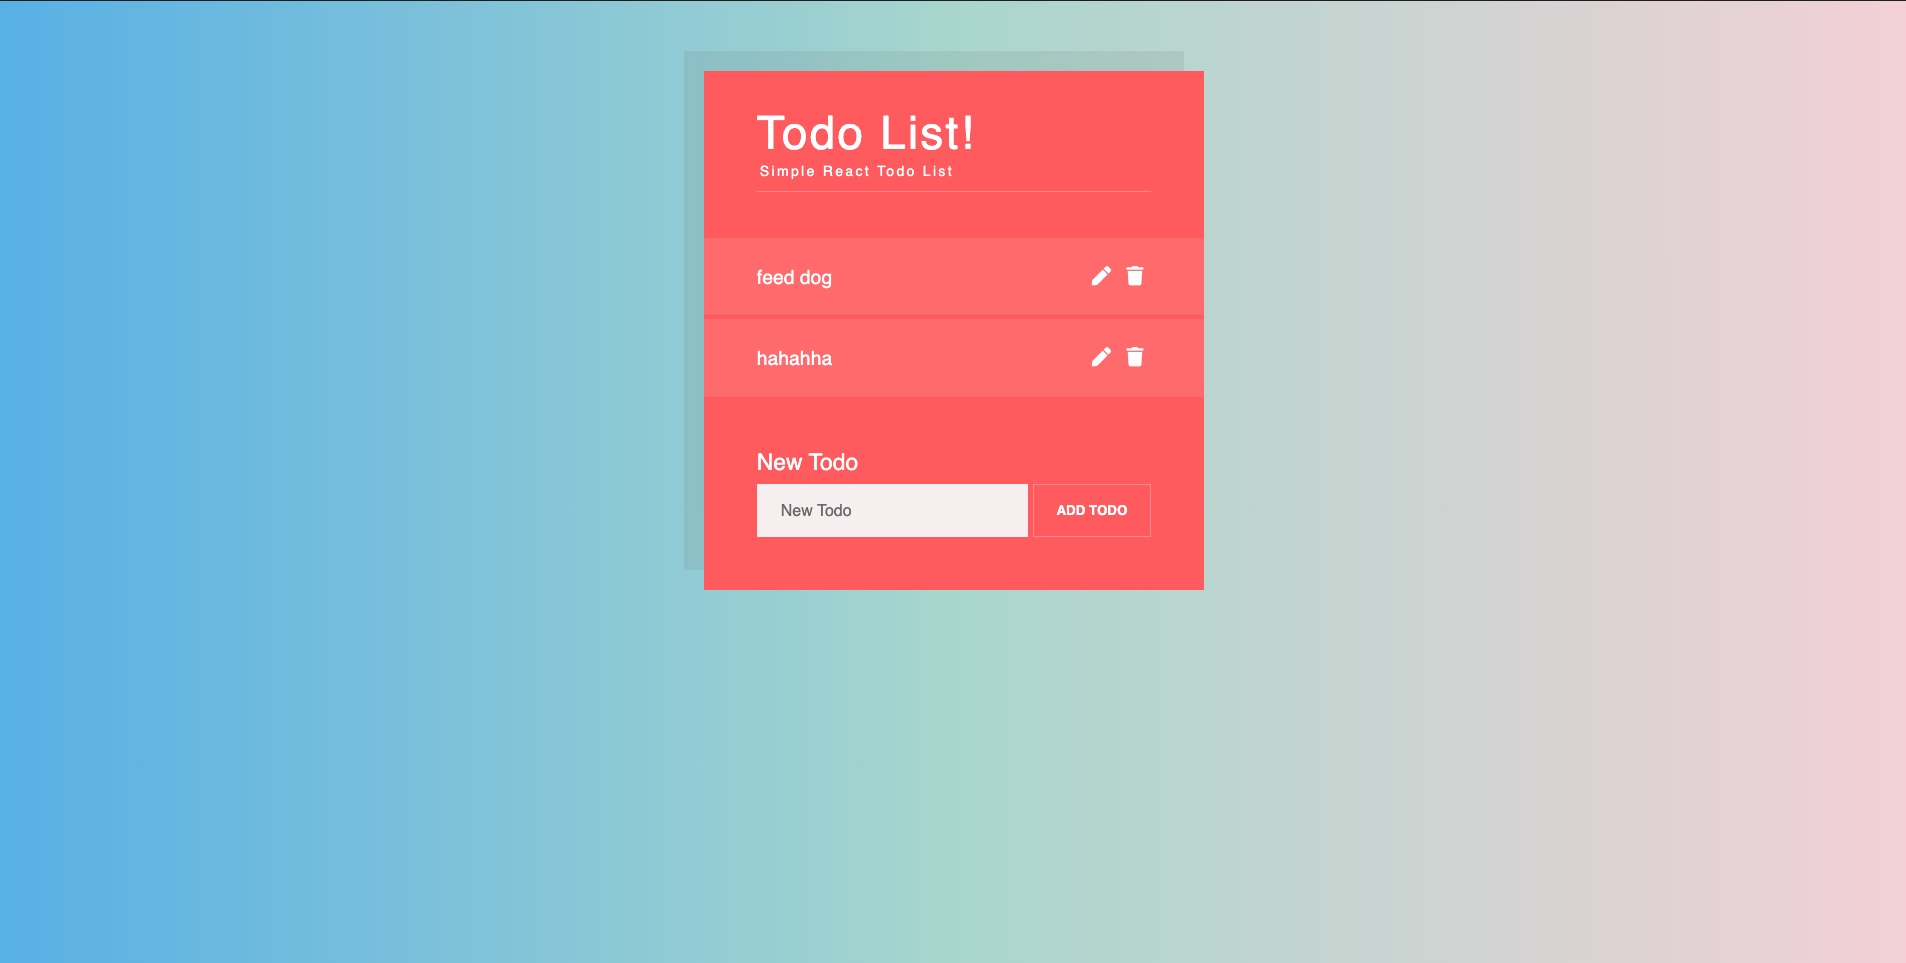 Todo List!
Simple React Todo List
feed dog
hahahha
New Todo
New Todo
ADD TODO